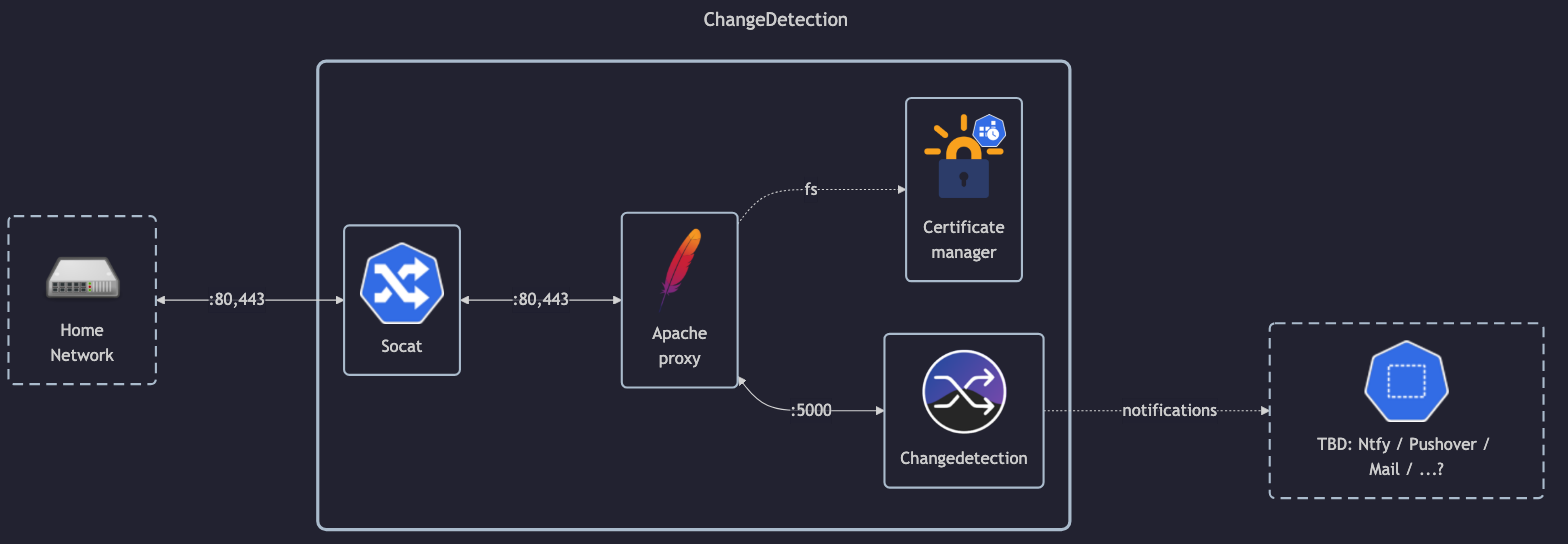 ChangeDetection
Home
Network
:80,443
Socat
:80,443
Apache
proxy
fs
Certificate
manager
:5000
Changedetection
notifications
TBD: Ntfy / Pushover /
Mail / ...?